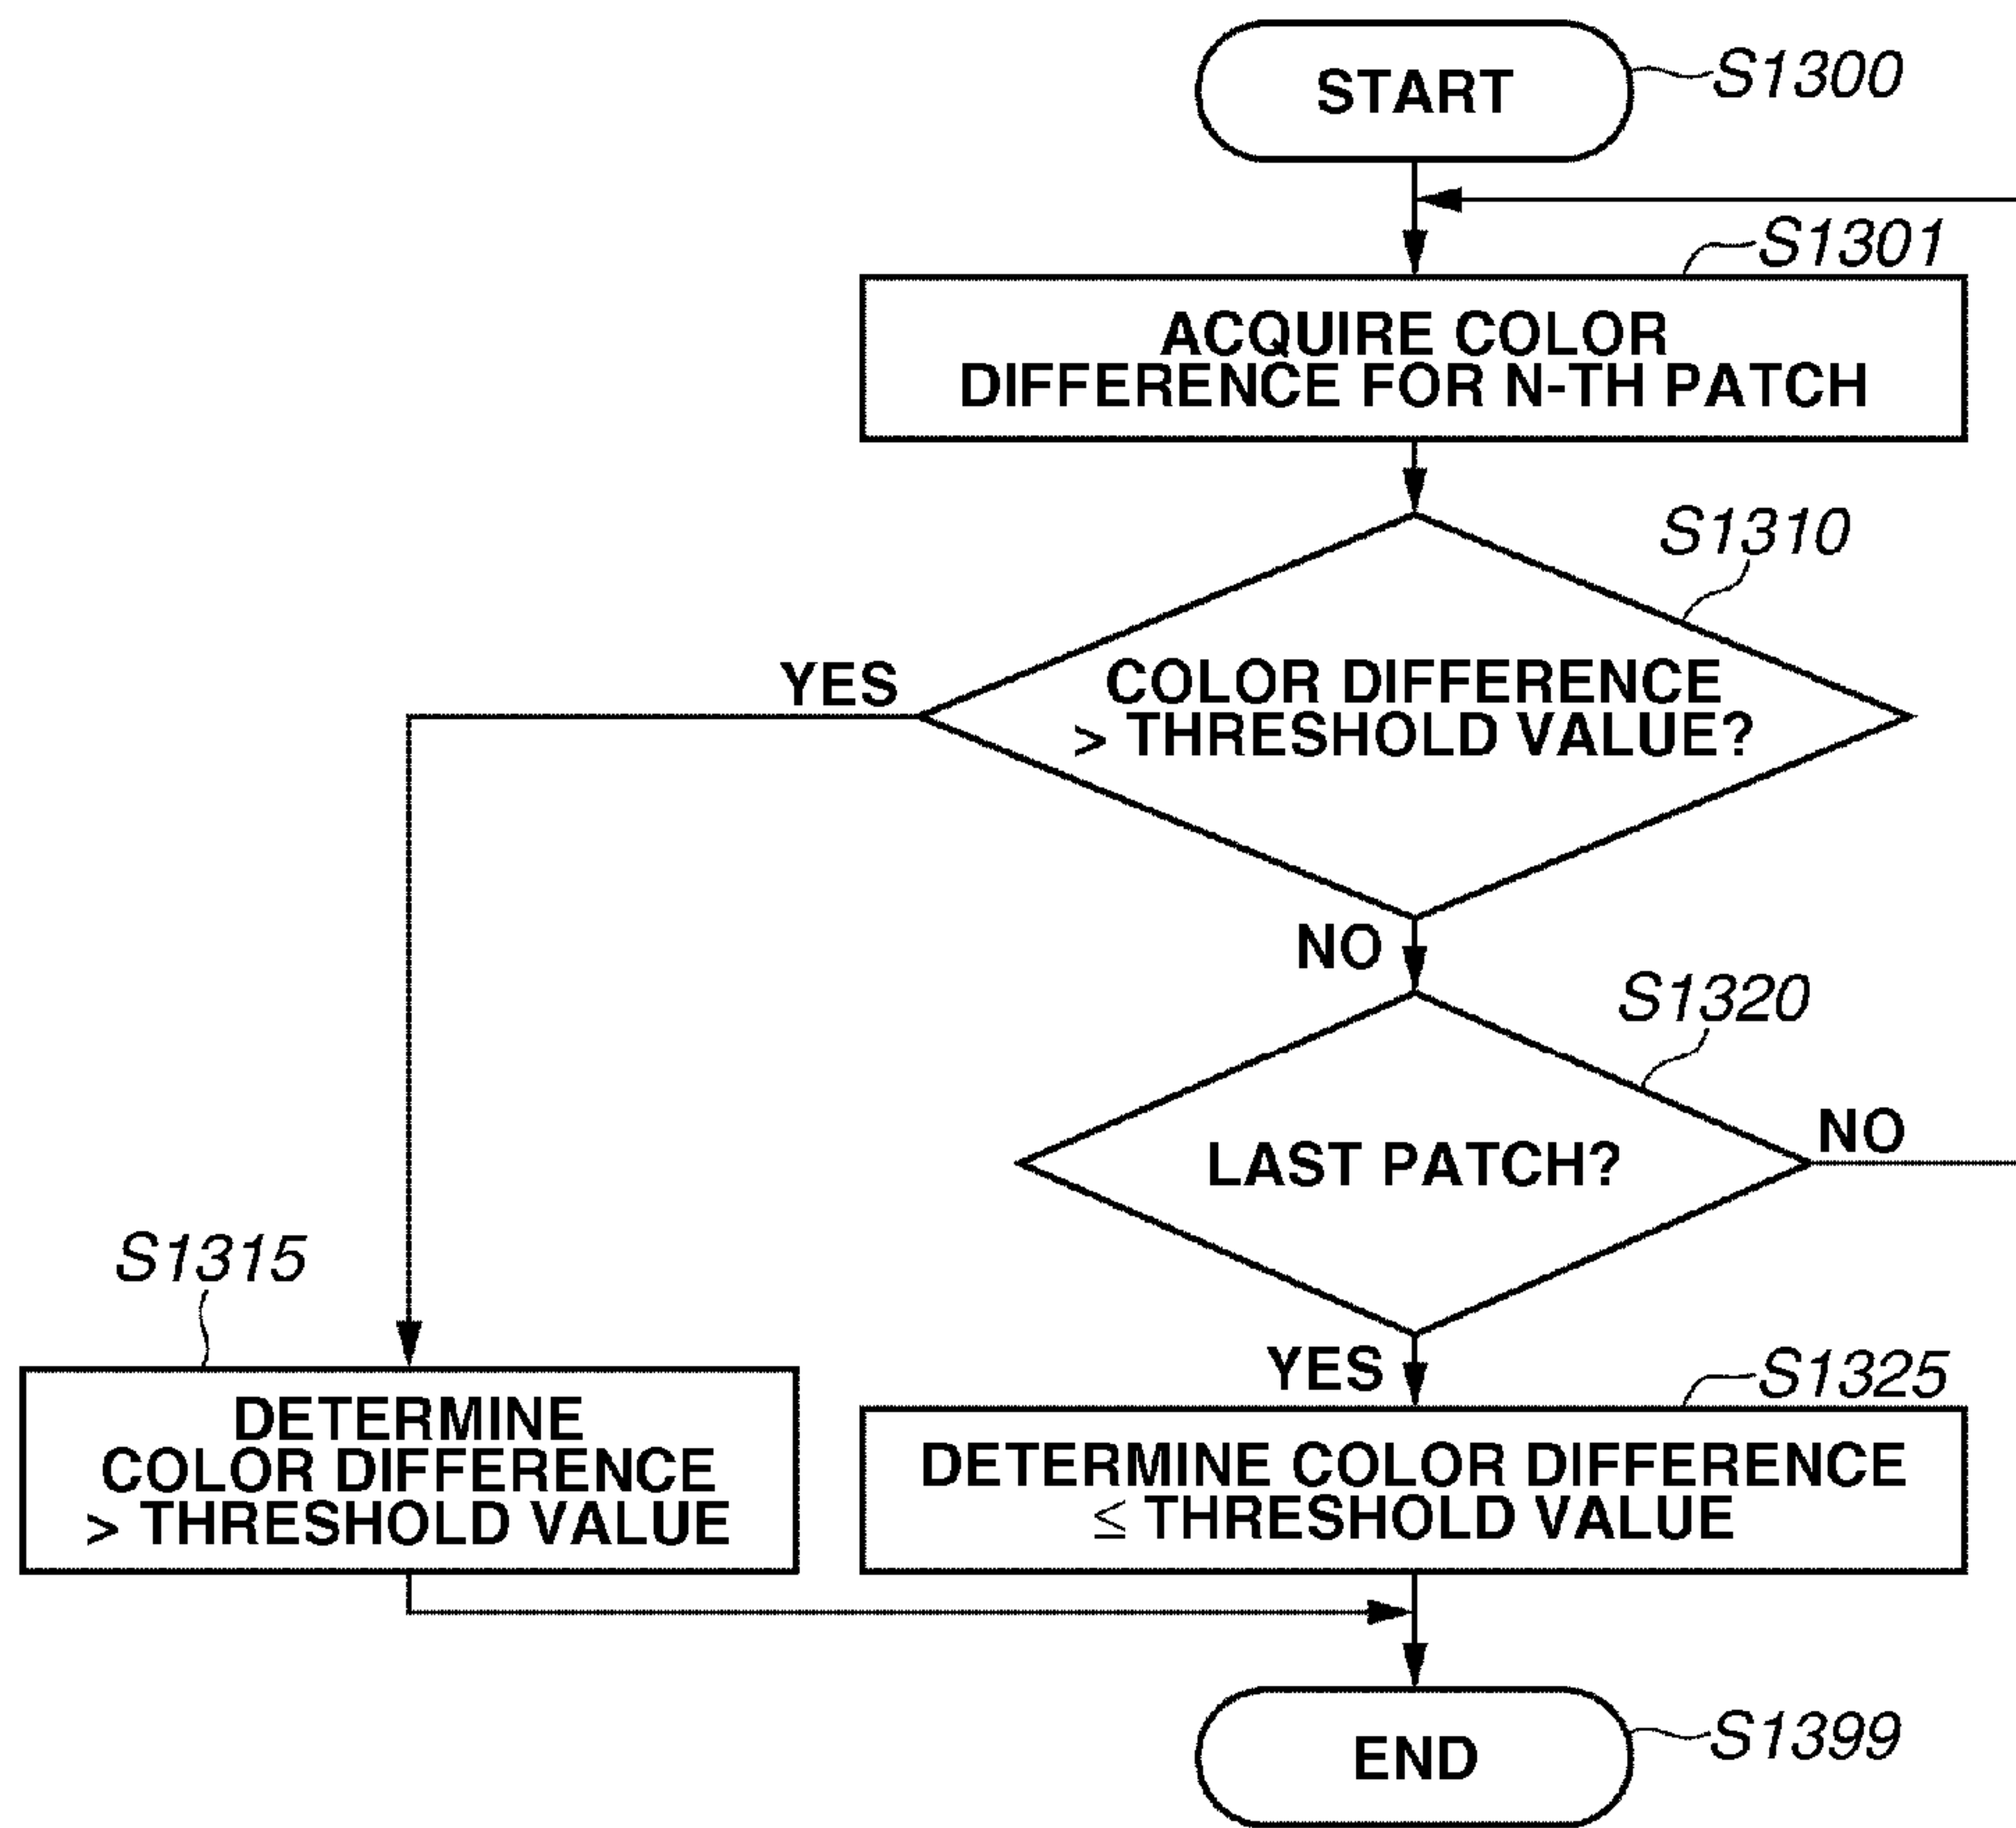 START
S1300
S1301
ACQUIRE COLOR
DIFFERENCE FOR N-TH PATCH
S1310
YES
COLOR DIFFERENCE
> THRESHOLD VALUE?
NO
S1320
NO
LAST PATCH?
S1315
YES
S1325
DETERMINE
COLOR DIFFERENCE
> THRESHOLD VALUE
DETERMINE COLOR DIFFERENCE
≤ THRESHOLD VALUE
END
S1399